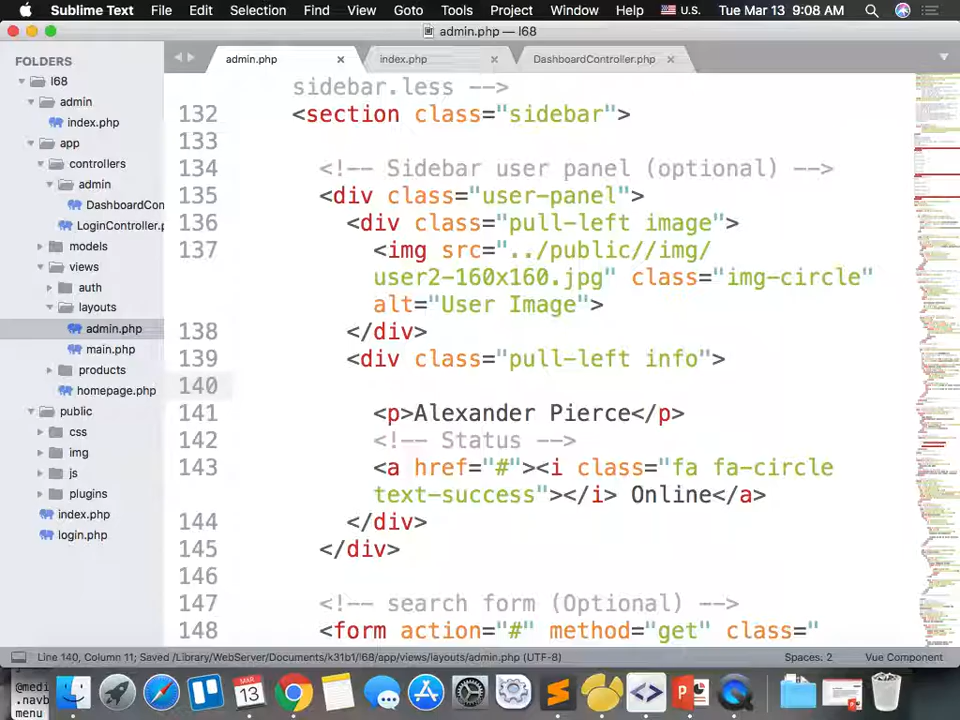 Sublime Text File Edit Selection Find View Goto Tools Project Window Help U.S. Tue Mar 13 9:08 AM
admin.php — l68
FOLDERS
l68
admin
index.php
app
controllers
admin
DashboardCon
LoginController.p
models
views
auth
layouts
admin.php
main.php
products
homepage.php
public
css
img
js
plugins
index.php
login.php
admin.php index.php DashboardController.php
sidebar.less -->
132 <section class="sidebar">
133
134 <!-- Sidebar user panel (optional) -->
135 <div class="user-panel">
136 <div class="pull-left image">
137 <img src="../public//img/
user2-160x160.jpg" class="img-circle"
alt="User Image">
138 </div>
139 <div class="pull-left info">
140
141 <p>Alexander Pierce</p>
142 <!-- Status -->
143 <a href="#"><i class="fa fa-circle
text-success"></i> Online</a>
144 </div>
145 </div>
146
147 <!-- search form (Optional) -->
148 <form action="#" method="get" class="
Line 140, Column 11; Saved /Library/WebServer/Documents/k31b1/l68/app/views/layouts/admin.php (UTF-8) Spaces: 2 Vue Component
@medi
.navb
menu
MAR
13